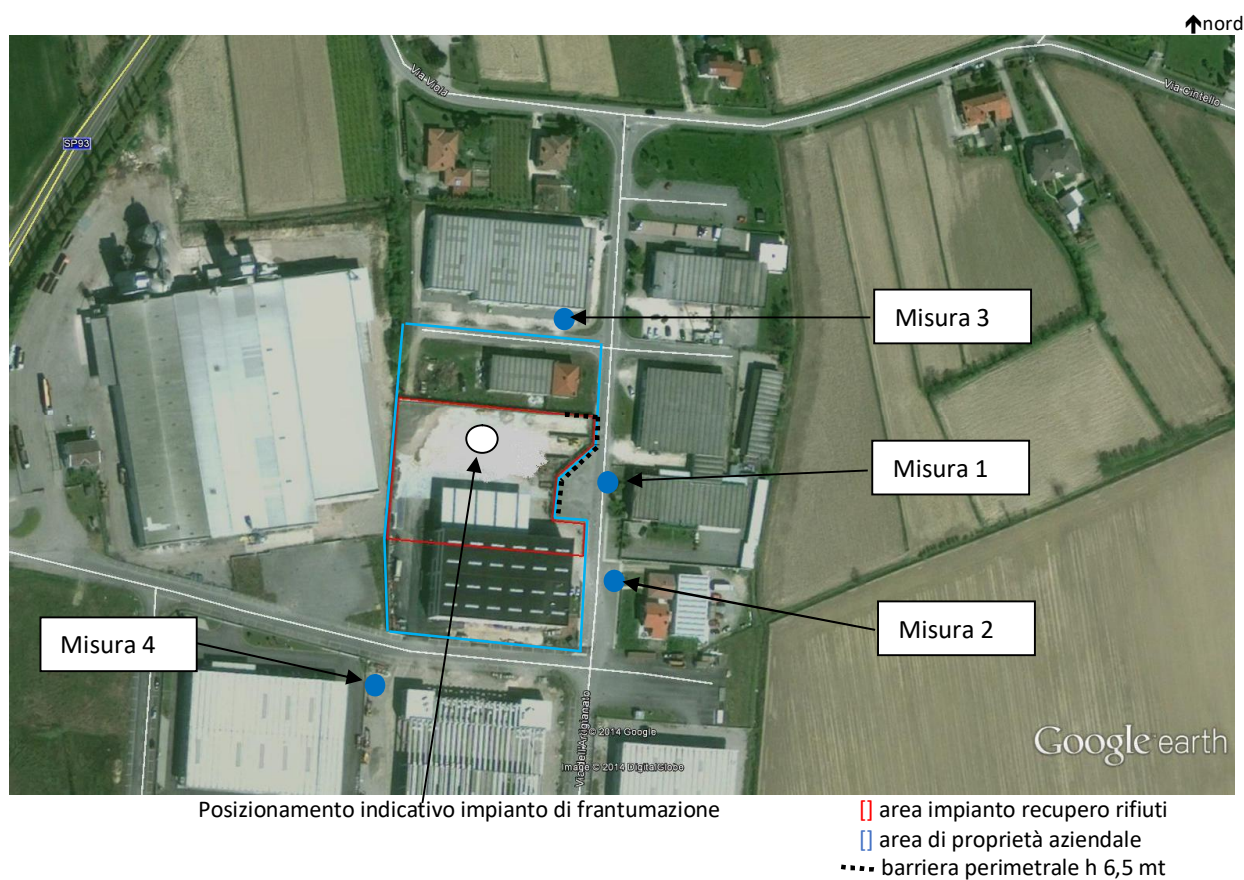 🡹nord
Via Viola
Via Cintello
SP93
Misura 3
Misura 1
Misura 2
Misura 4
Via dell'Artigianato
© 2014 Google
Image © 2014 DigitalGlobe
Google earth
Posizionamento indicativo impianto di frantumazione
[] area impianto recupero rifiuti
[] area di proprietà aziendale
barriera perimetrale h 6,5 mt